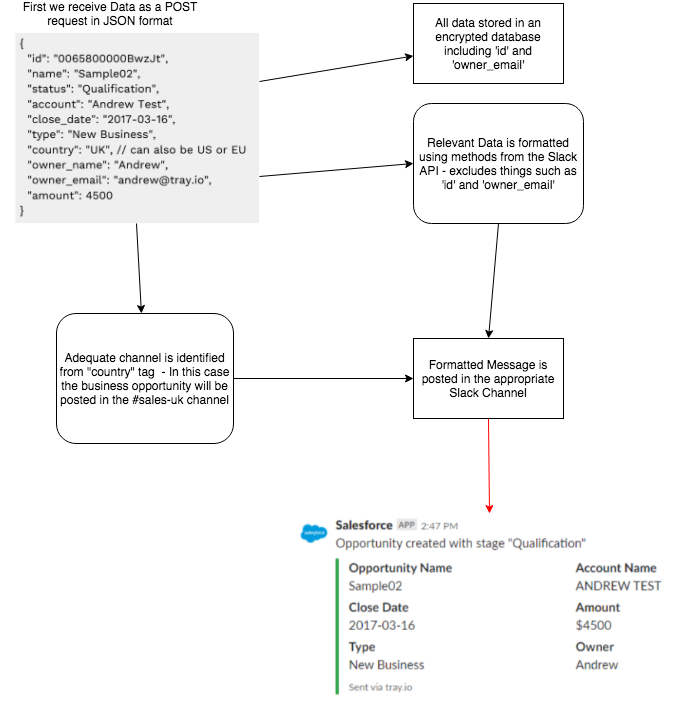 First we receive Data as a POST
request in JSON format
{
"id": "0065800000BwzJt",
"name": "Sample02",
"status": "Qualification",
"account": "Andrew Test",
"close_date": "2017-03-16",
"type": "New Business",
"country": "UK", // can also be US or EU
"owner_name": "Andrew",
"owner_email": "andrew@tray.io",
"amount": 4500
}
All data stored in an
encrypted database
including 'id' and
'owner_email'
Relevant Data is formatted
using methods from the Slack
API - excludes things such as
'id' and 'owner_email'
Adequate channel is identified
from "country" tag - In this case
the business opportunity will be
posted in the #sales-uk channel
Formatted Message is
posted in the appropriate
Slack Channel
salesforce
Salesforce APP 2:47 PM
Opportunity created with stage "Qualification"
Opportunity Name Account Name
Sample02 ANDREW TEST
Close Date Amount
2017-03-16 $4500
Type Owner
New Business Andrew
Sent via tray.io